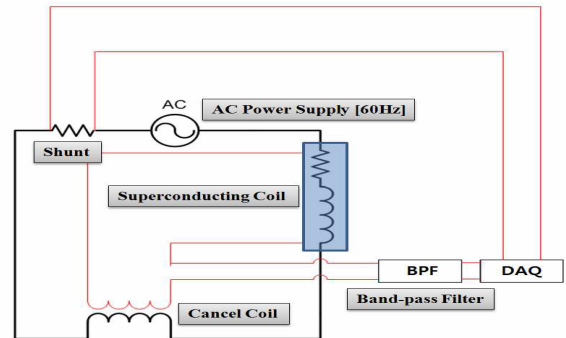 AC
AC Power Supply [60Hz]
Shunt
Superconducting Coil
BPF
DAQ
Band-pass Filter
Cancel Coil